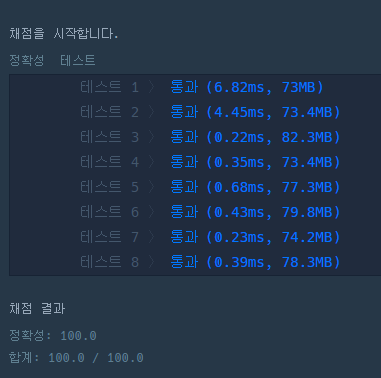 채점을 시작합니다.
정확성 테스트
테스트 1 〉 통과 (6.82ms, 73MB)
테스트 2 〉 통과 (4.45ms, 73.4MB)
테스트 3 〉 통과 (0.22ms, 82.3MB)
테스트 4 〉 통과 (0.35ms, 73.4MB)
테스트 5 〉 통과 (0.68ms, 77.3MB)
테스트 6 〉 통과 (0.43ms, 79.8MB)
테스트 7 〉 통과 (0.23ms, 74.2MB)
테스트 8 〉 통과 (0.39ms, 78.3MB)
채점 결과
정확성: 100.0
합계: 100.0 / 100.0